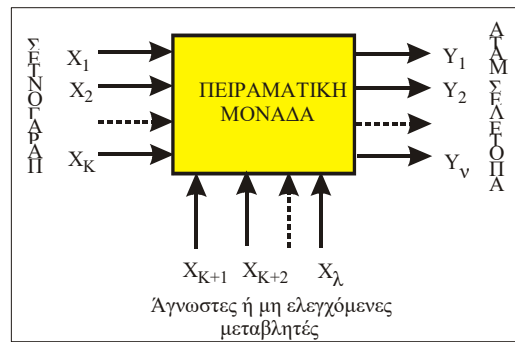 ΠΑΡΑΓΟΝΤΕΣ
X1
X2
XK
ΠΕΙΡΑΜΑΤΙΚΗ
ΜΟΝΑΔΑ
Y1
Y2
Yν
ΑΠΟΤΕΛΕΣΜΑΤΑ
XK+1 XK+2 Xλ
Άγνωστες ή μη ελεγχόμενες
μεταβλητές